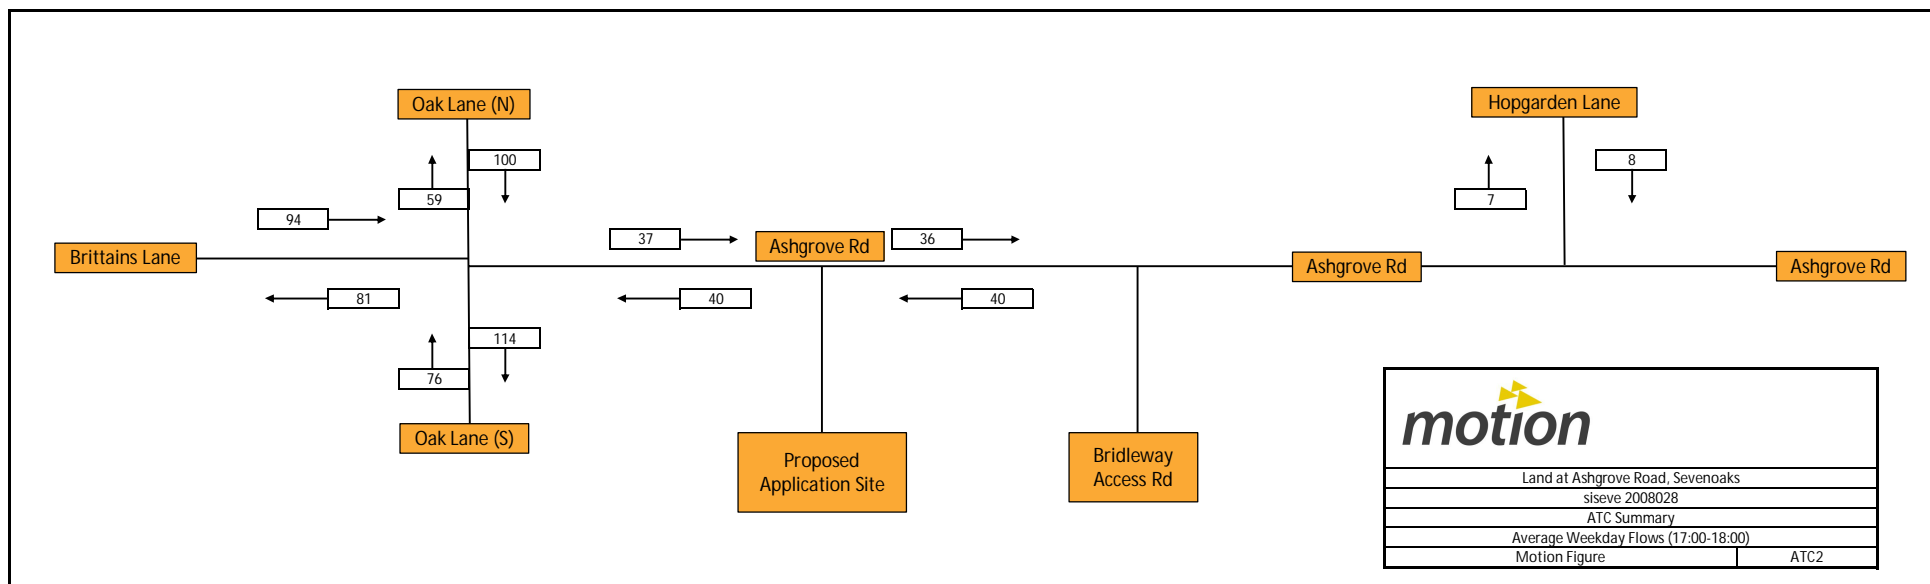 Oak Lane (N)
Hopgarden Lane
100
8
59
7
94
37
Ashgrove Rd
36
Brittains Lane
Ashgrove Rd
Ashgrove Rd
81
40
40
114
76
Oak Lane (S)
Proposed
Application Site
Bridleway
Access Rd
motion
Land at Ashgrove Road, Sevenoaks
siseve 2008028
ATC Summary
Average Weekday Flows (17:00-18:00)
Motion Figure
ATC2